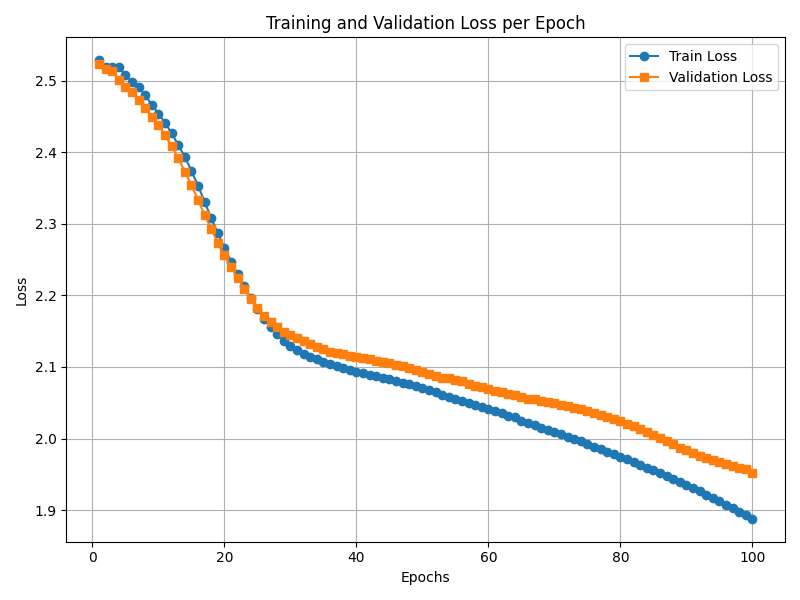 Training and Validation Loss per Epoch
Train Loss
Validation Loss
2.5
2.4
2.3
2.2
2.1
2.0
1.9
Loss
0 20 40 60 80 100
Epochs